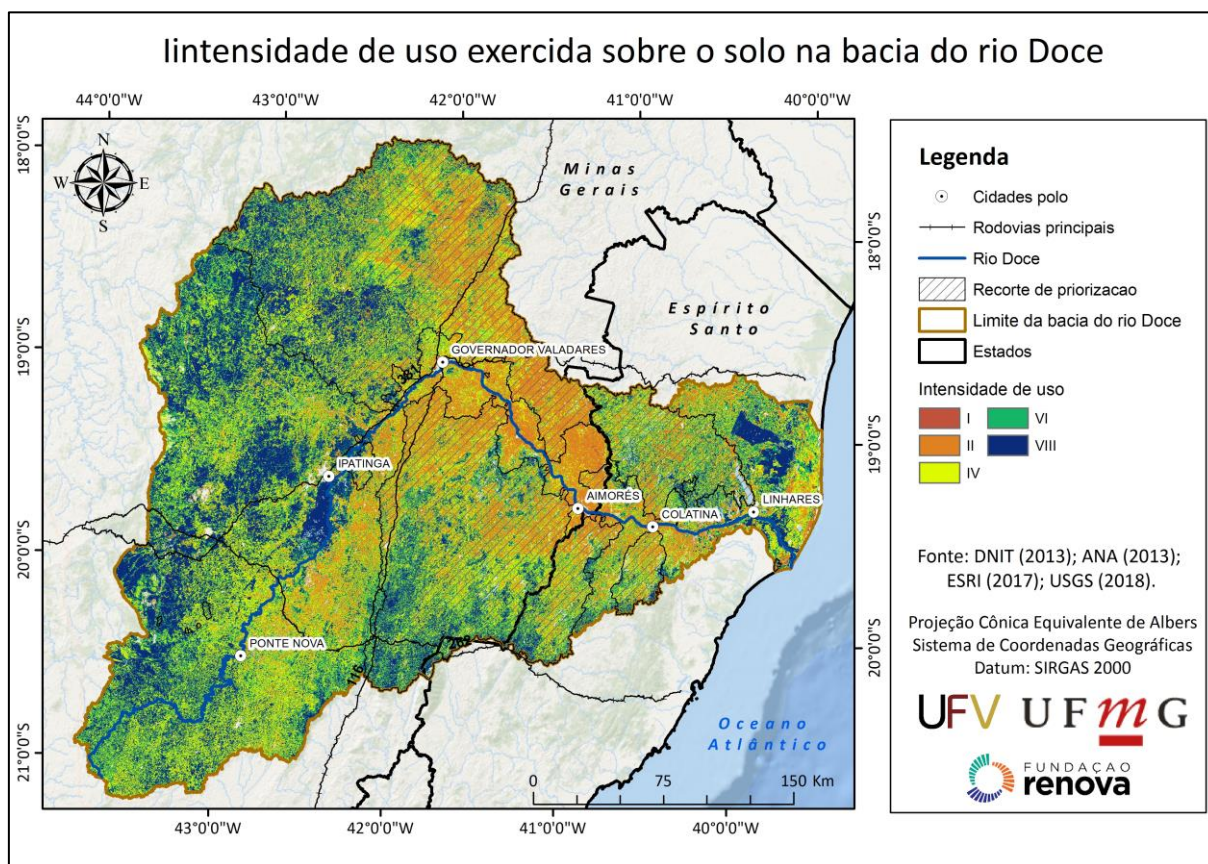 Iintensidade de uso exercida sobre o solo na bacia do rio Doce
44°0'0"W 43°0'0"W 42°0'0"W 41°0'0"W 40°0'0"W
18°0'0"S
19°0'0"S
20°0'0"S
21°0'0"S
N
W E
S
Minas
Gerais
Espírito
Santo
381
GOVERNADOR VALADARES
IPATINGA
AIMORÉS
COLATINA
LINHARES
PONTE NOVA
116
262
Oceano
Atlântico
0 75 150 Km
18°0'0"S
19°0'0"S
20°0'0"S
43°0'0"W 42°0'0"W 41°0'0"W 40°0'0"W
Legenda
Cidades polo
Rodovias principais
Rio Doce
Recorte de priorizacao
Limite da bacia do rio Doce
Estados
Intensidade de uso
I VI
II VIII
IV
Fonte: DNIT (2013); ANA (2013);
ESRI (2017); USGS (2018).
Projeção Cônica Equivalente de Albers
Sistema de Coordenadas Geográficas
Datum: SIRGAS 2000
UFV UFmG
FUNDAÇAO
renova